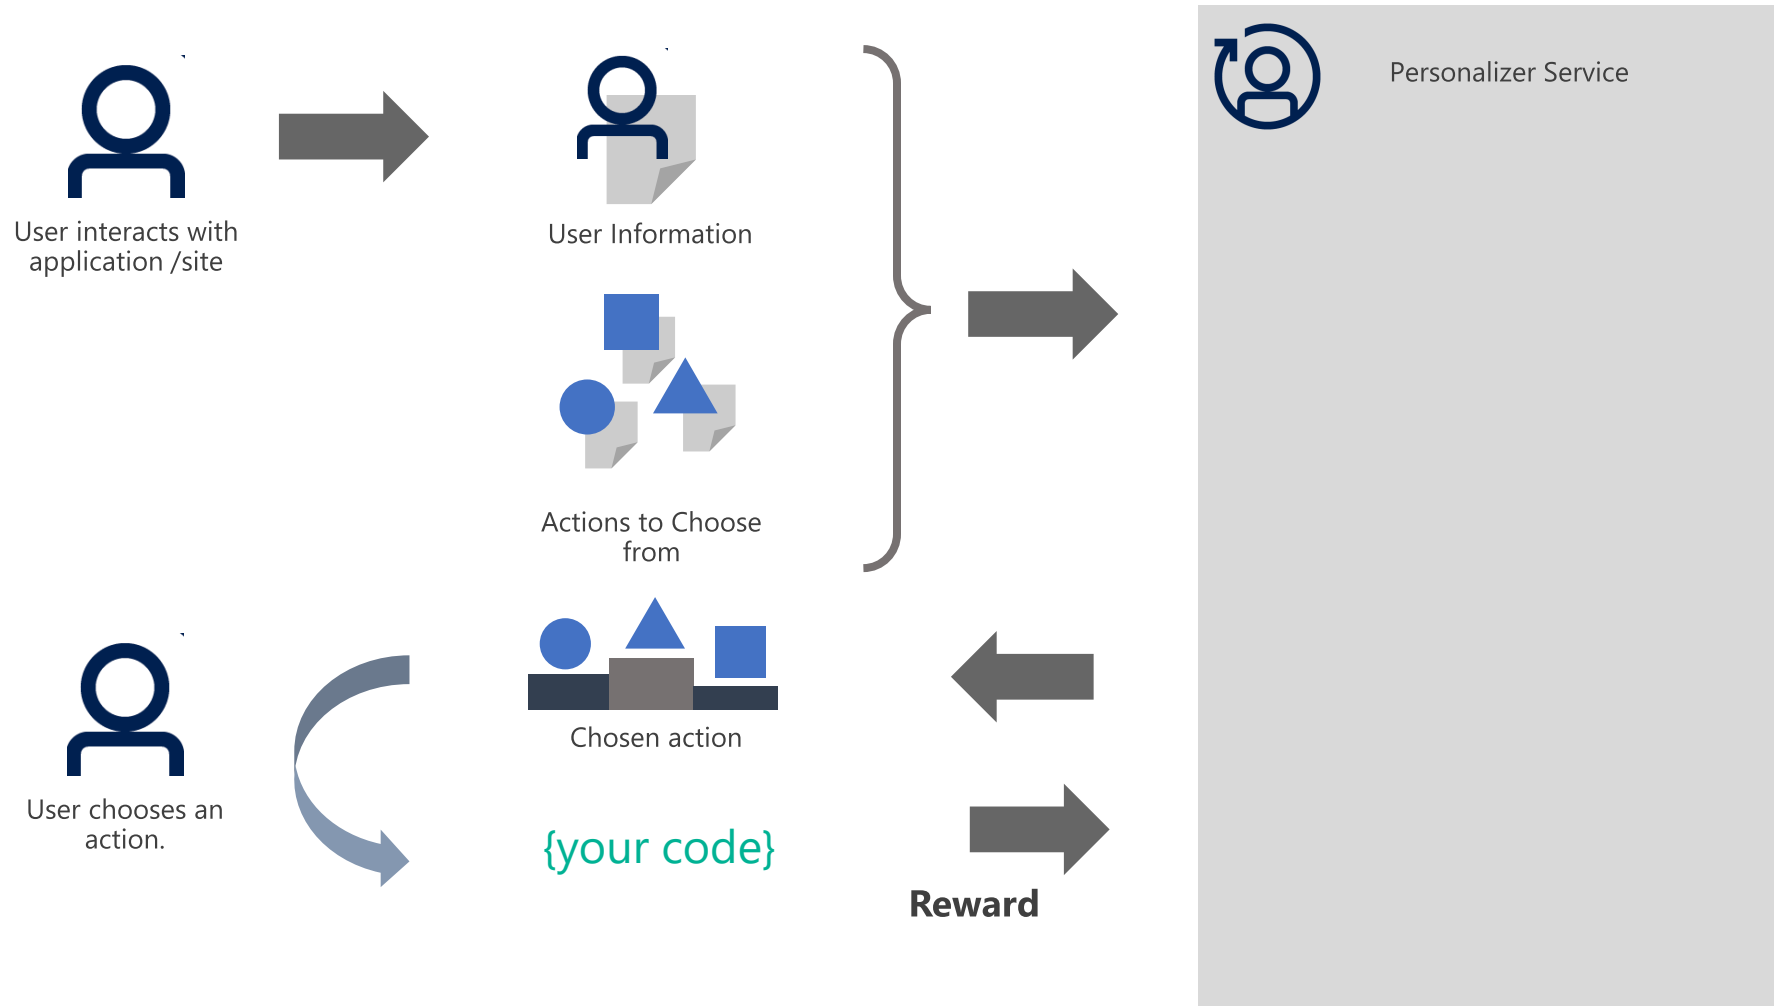 Personalizer Service
User interacts with
application /site
User Information
Actions to Choose
from
Chosen action
User chooses an
action.
{your code}
Reward